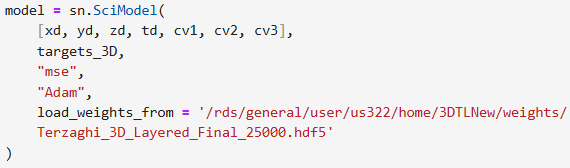 model = sn.SciModel(
[xd, yd, zd, td, cv1, cv2, cv3],
targets_3D,
"mse",
"Adam",
load_weights_from = '/rds/general/user/us322/home/3DTLNew/weights/
Terzaghi_3D_Layered_Final_25000.hdf5'
)